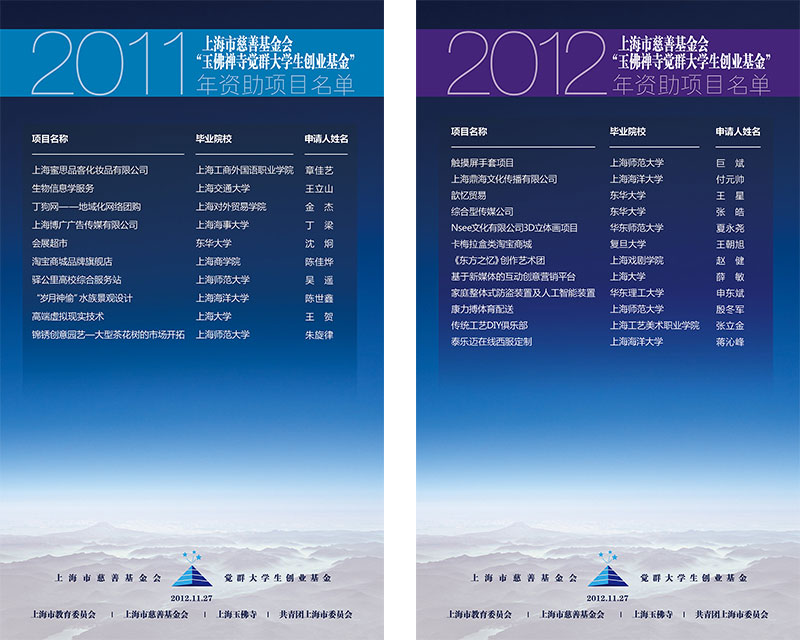 2011
上海市慈善基金会
“玉佛禅寺觉群大学生创业基金”
年资助项目名单
项目名称 毕业院校 申请人姓名
上海蜜思品客化妆品有限公司 上海工商外国语职业学院 章佳艺
生物信息学服务 上海交通大学 王立山
丁狗网——地域化网络团购 上海对外贸易学院 金 杰
上海博广广告传媒有限公司 上海海事大学 丁 梁
会展超市 东华大学 沈 炯
淘宝商城品牌旗舰店 上海商学院 陈佳烨
驿公里高校综合服务站 上海师范大学 吴 遥
“岁月神偷”水族景观设计 上海海洋大学 陈世鑫
高端虚拟现实技术 上海大学 王 贺
锦锈创意园艺—大型茶花树的市场开拓 上海师范大学 朱旋律
上海市慈善基金会 觉群大学生创业基金
2012.11.27
上海市教育委员会 | 上海市慈善基金会 | 上海玉佛寺 | 共青团上海市委员会
2012
上海市慈善基金会
“玉佛禅寺觉群大学生创业基金”
年资助项目名单
项目名称 毕业院校 申请人姓名
触摸屏手套项目 上海师范大学 巨 斌
上海鼎海文化传播有限公司 上海海洋大学 付元帅
歆忆贸易 东华大学 王 星
综合型传媒公司 东华大学 张 皓
Nsee文化有限公司3D立体画项目 华东师范大学 夏永尧
卡梅拉盒类淘宝商城 复旦大学 王朝旭
《东方之忆》创作艺术团 上海戏剧学院 赵 健
基于新媒体的互动创意营销平台 上海大学 薛 敏
家庭整体式防盗装置及人工智能装置 华东理工大学 申东斌
康力搏体育配送 上海师范大学 殷冬军
传统工艺DIY俱乐部 上海工艺美术职业学院 张立金
泰乐迈在线西服定制 上海海洋大学 蒋沁峰
上海市慈善基金会 觉群大学生创业基金
2012.11.27
上海市教育委员会 | 上海市慈善基金会 | 上海玉佛寺 | 共青团上海市委员会